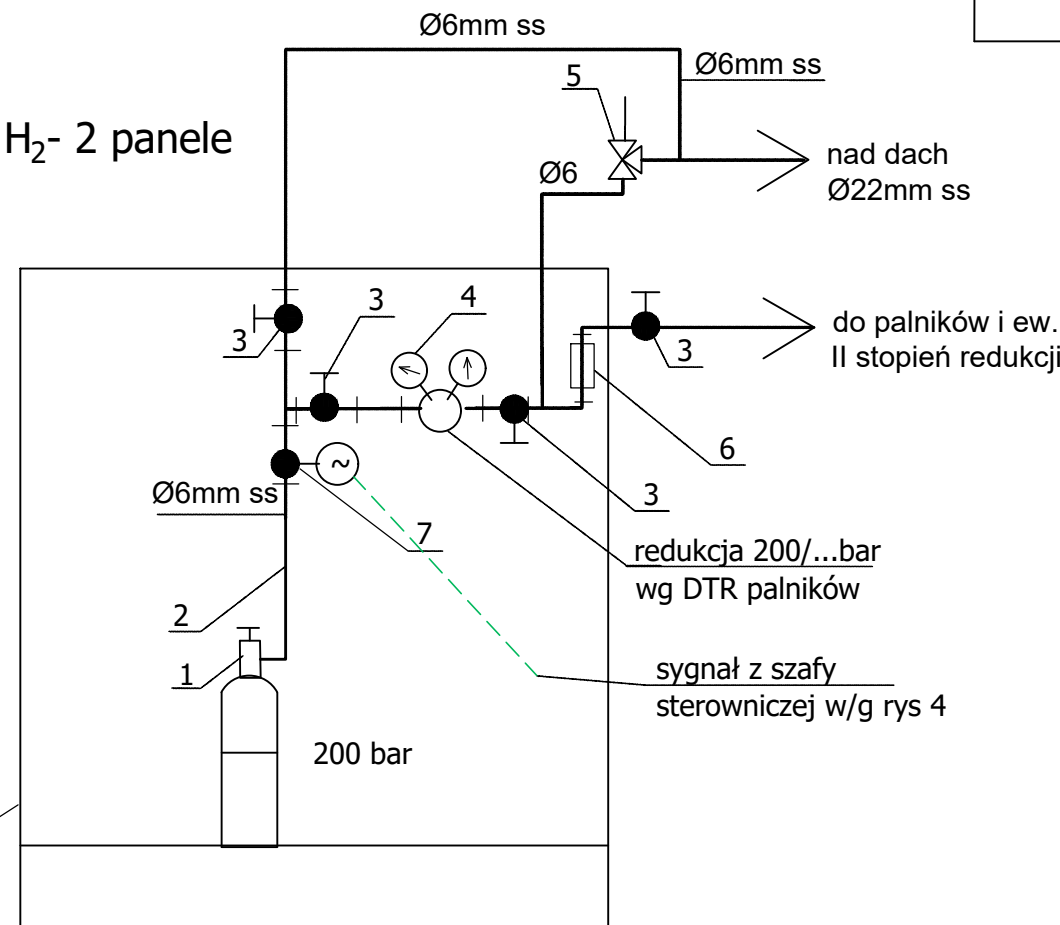 Ø6mm ss
Ø6mm ss
5
H₂- 2 panele
nad dach
Ø22mm ss
Ø6
3
4
3
3
do palników i ew.
II stopień redukcji
6
3
Ø6mm ss
~
7
redukcja 200/...bar
wg DTR palników
2
1
sygnał z szafy
sterowniczej w/g rys 4
200 bar